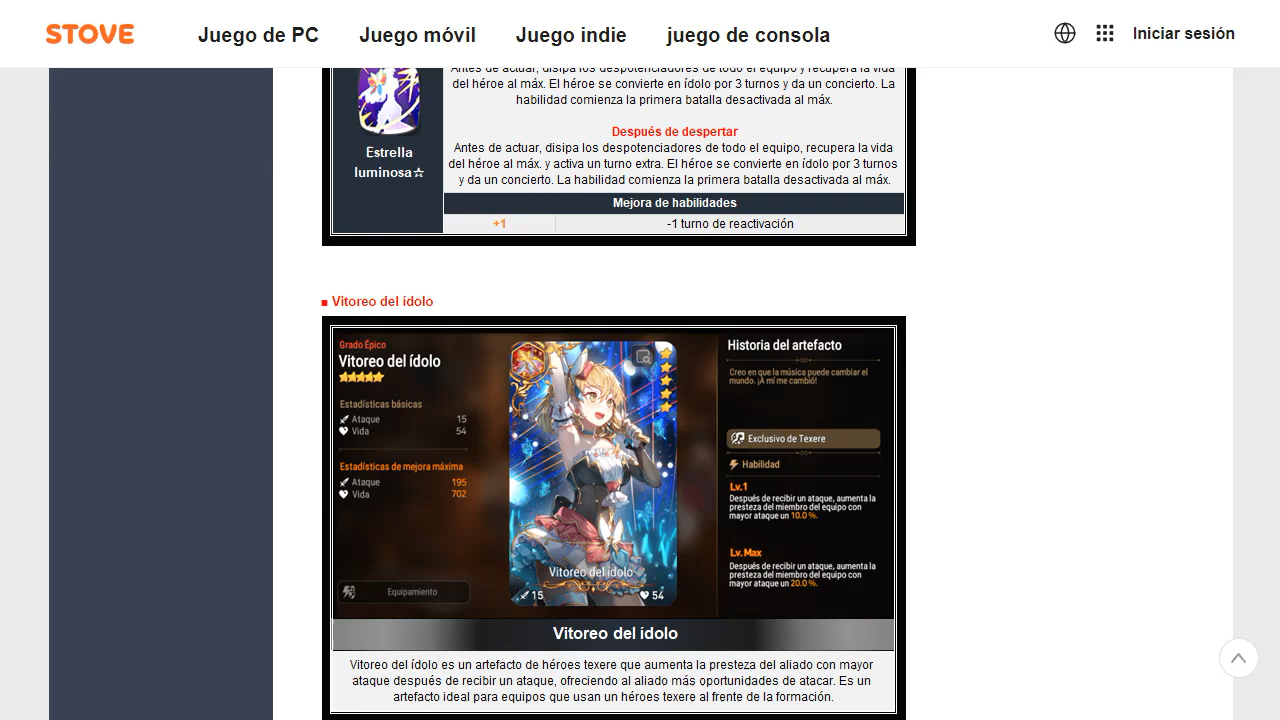 STOVE
Juego de PC
Juego móvil
Juego indie
juego de consola
Iniciar sesión
Antes de actuar, disipa los despotenciadores de todo el equipo y recupera la vida
del héroe al máx. El héroe se convierte en ídolo por 3 turnos y da un concierto. La
habilidad comienza la primera batalla desactivada al máx.
Estrella
luminosa☆
Después de despertar
Antes de actuar, disipa los despotenciadores de todo el equipo, recupera la vida
del héroe al máx. y activa un turno extra. El héroe se convierte en ídolo por 3 turnos
y da un concierto. La habilidad comienza la primera batalla desactivada al máx.
Mejora de habilidades
+1
-1 turno de reactivación
■ Vitoreo del ídolo
Grado Épico
Vitoreo del ídolo
Estadísticas básicas
Ataque 15
Vida 54
Estadísticas de mejora máxima
Ataque 195
Vida 702
Equipamiento
Vitoreo del ídolo
15
54
Historia del artefacto
Creo en que la música puede cambiar el
mundo. ¡A mí me cambió!
Exclusivo de Texere
Habilidad
Lv.1
Después de recibir un ataque, aumenta la
presteza del miembro del equipo con
mayor ataque un 10.0 %.
Lv.Max
Después de recibir un ataque, aumenta la
presteza del miembro del equipo con
mayor ataque un 20.0 %.
Vitoreo del ídolo
Vitoreo del ídolo es un artefacto de héroes texere que aumenta la presteza del aliado con mayor
ataque después de recibir un ataque, ofreciendo al aliado más oportunidades de atacar. Es un
artefacto ideal para equipos que usan un héroes texere al frente de la formación.